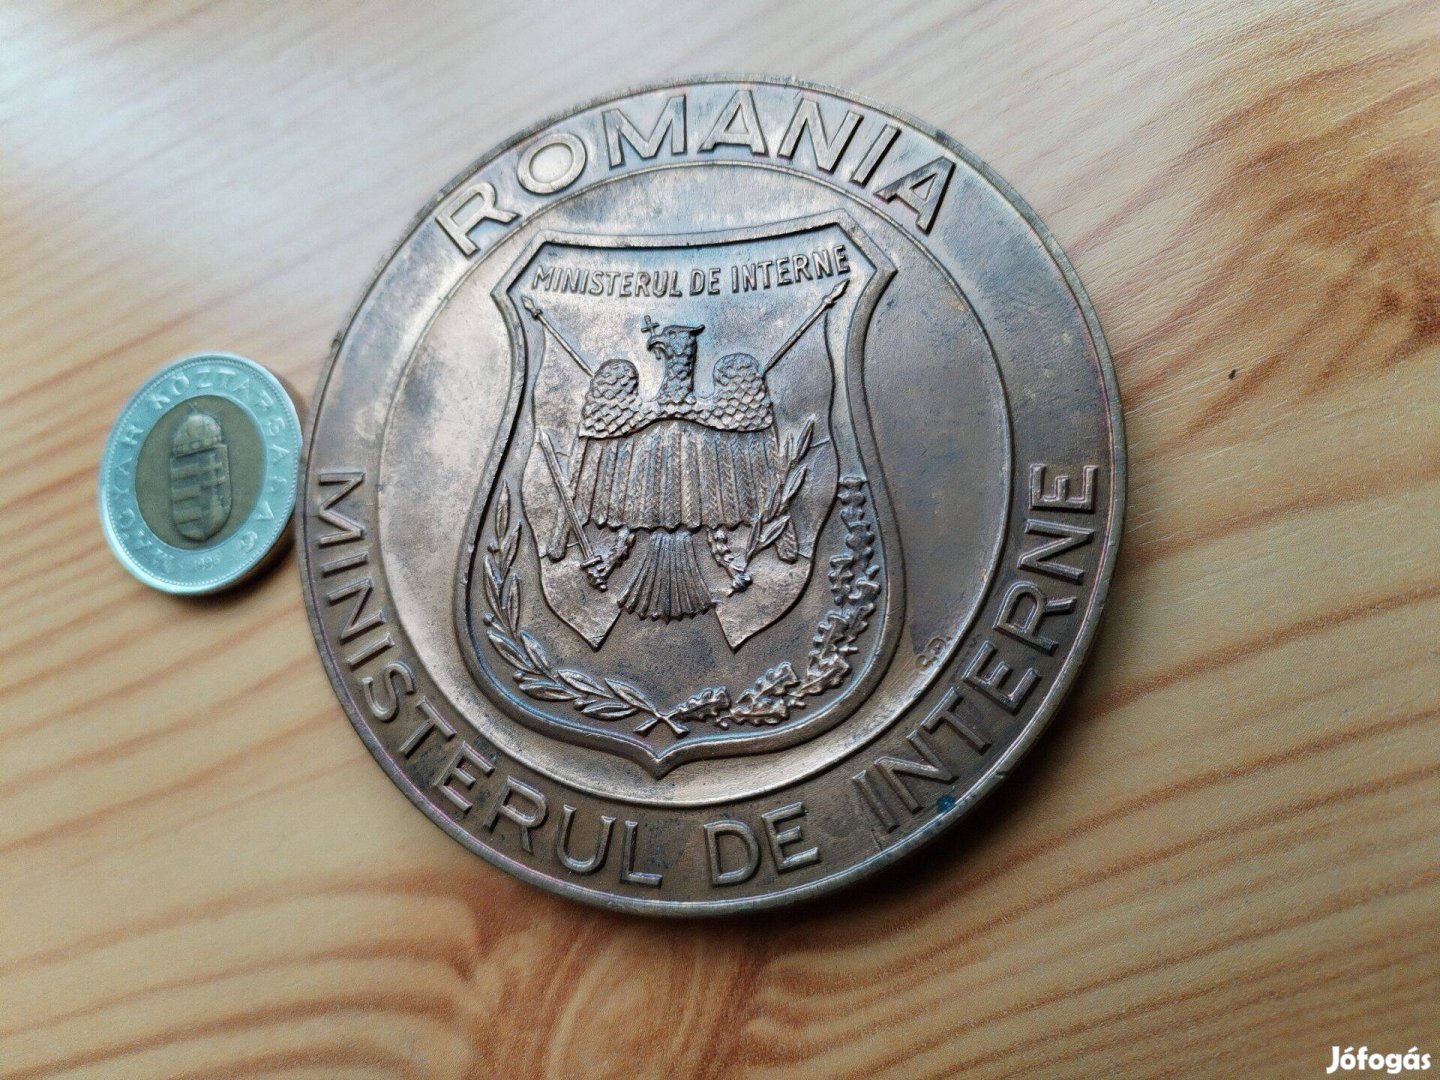 ROMANIA
MINISTERUL DE INTERNE
MINISTERUL DE INTERNE
MAGYAR KÖZTÁRSASÁG
Jófogás